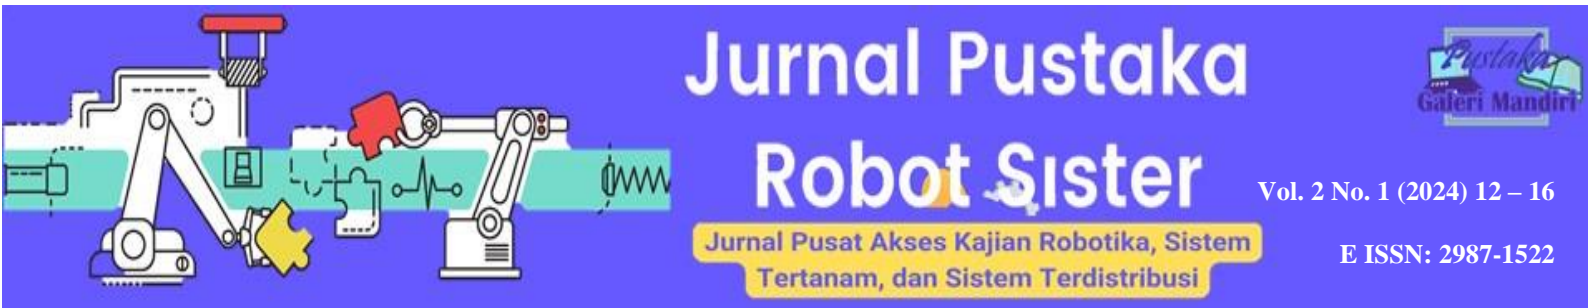 Jurnal Pustaka
Robot Sister
Jurnal Pusat Akses Kajian Robotika, Sistem
Tertanam, dan Sistem Terdistribusi
Pustaka
Galeri Mandiri
Vol. 2 No. 1 (2024) 12 – 16
E ISSN: 2987-1522